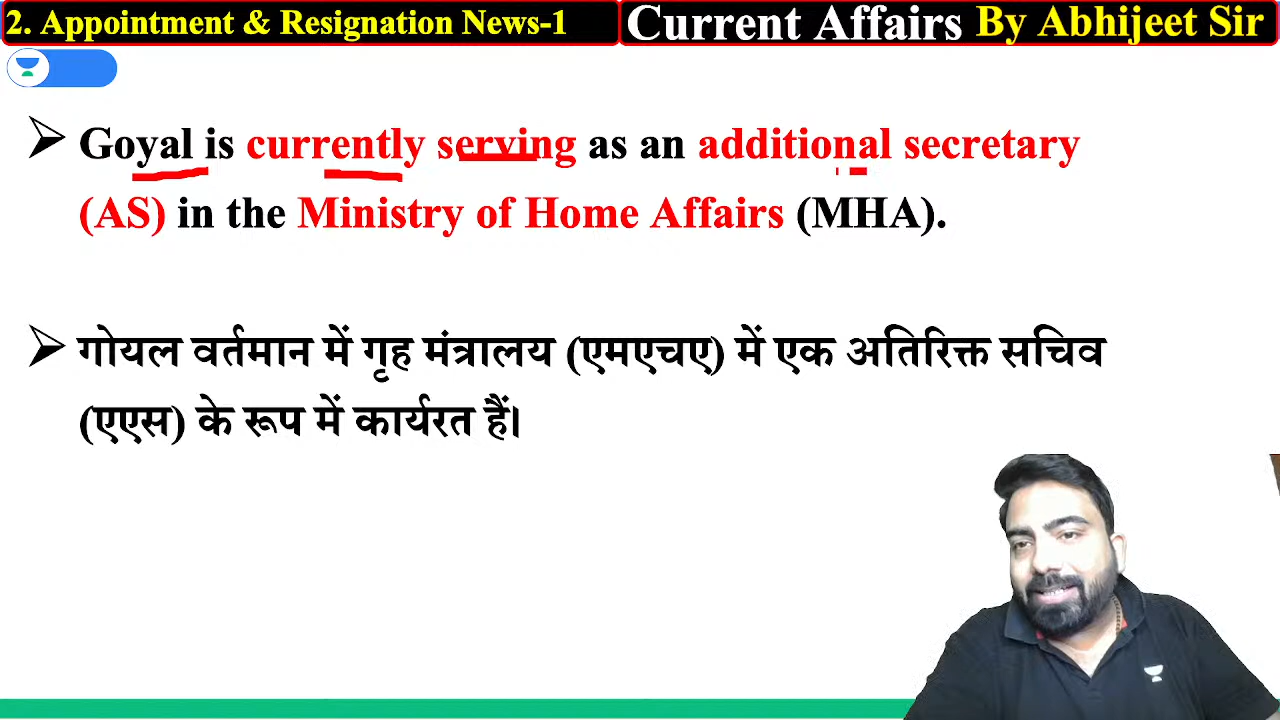 2. Appointment & Resignation News-1
Current Affairs By Abhijeet Sir
Goyal is currently serving as an additional secretary
(AS) in the Ministry of Home Affairs (MHA).
गोयल वर्तमान में गृह मंत्रालय (एमएचए) में एक अतिरिक्त सचिव
(एएस) के रूप में कार्यरत हैं।